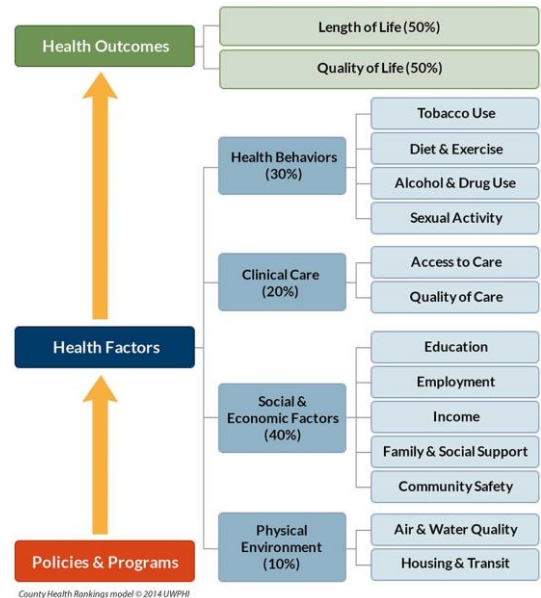 Health Outcomes
Length of Life (50%)
Quality of Life (50%)
Health Behaviors
(30%)
Tobacco Use
Diet & Exercise
Alcohol & Drug Use
Sexual Activity
Clinical Care
(20%)
Access to Care
Quality of Care
Health Factors
Social &
Economic Factors
(40%)
Education
Employment
Income
Family & Social Support
Community Safety
Physical
Environment
(10%)
Air & Water Quality
Housing & Transit
Policies & Programs
County Health Rankings model © 2014 UWPHI